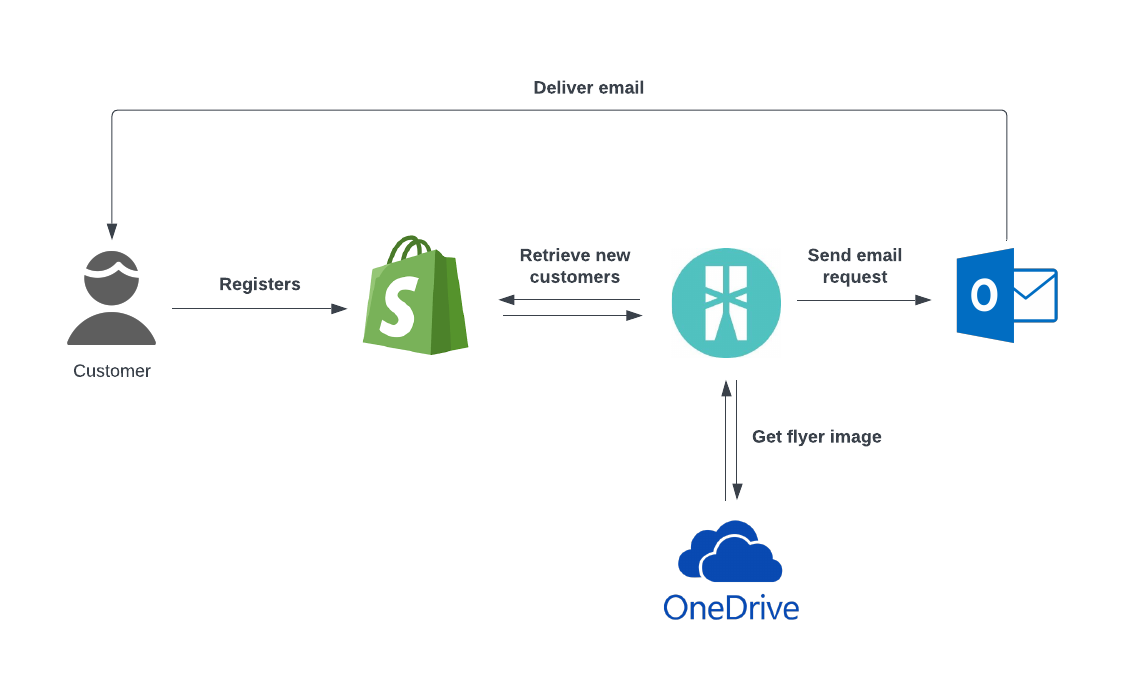 Deliver email
Registers
Retrieve new
customers
Send email
request
S
O
Customer
Get flyer image
OneDrive